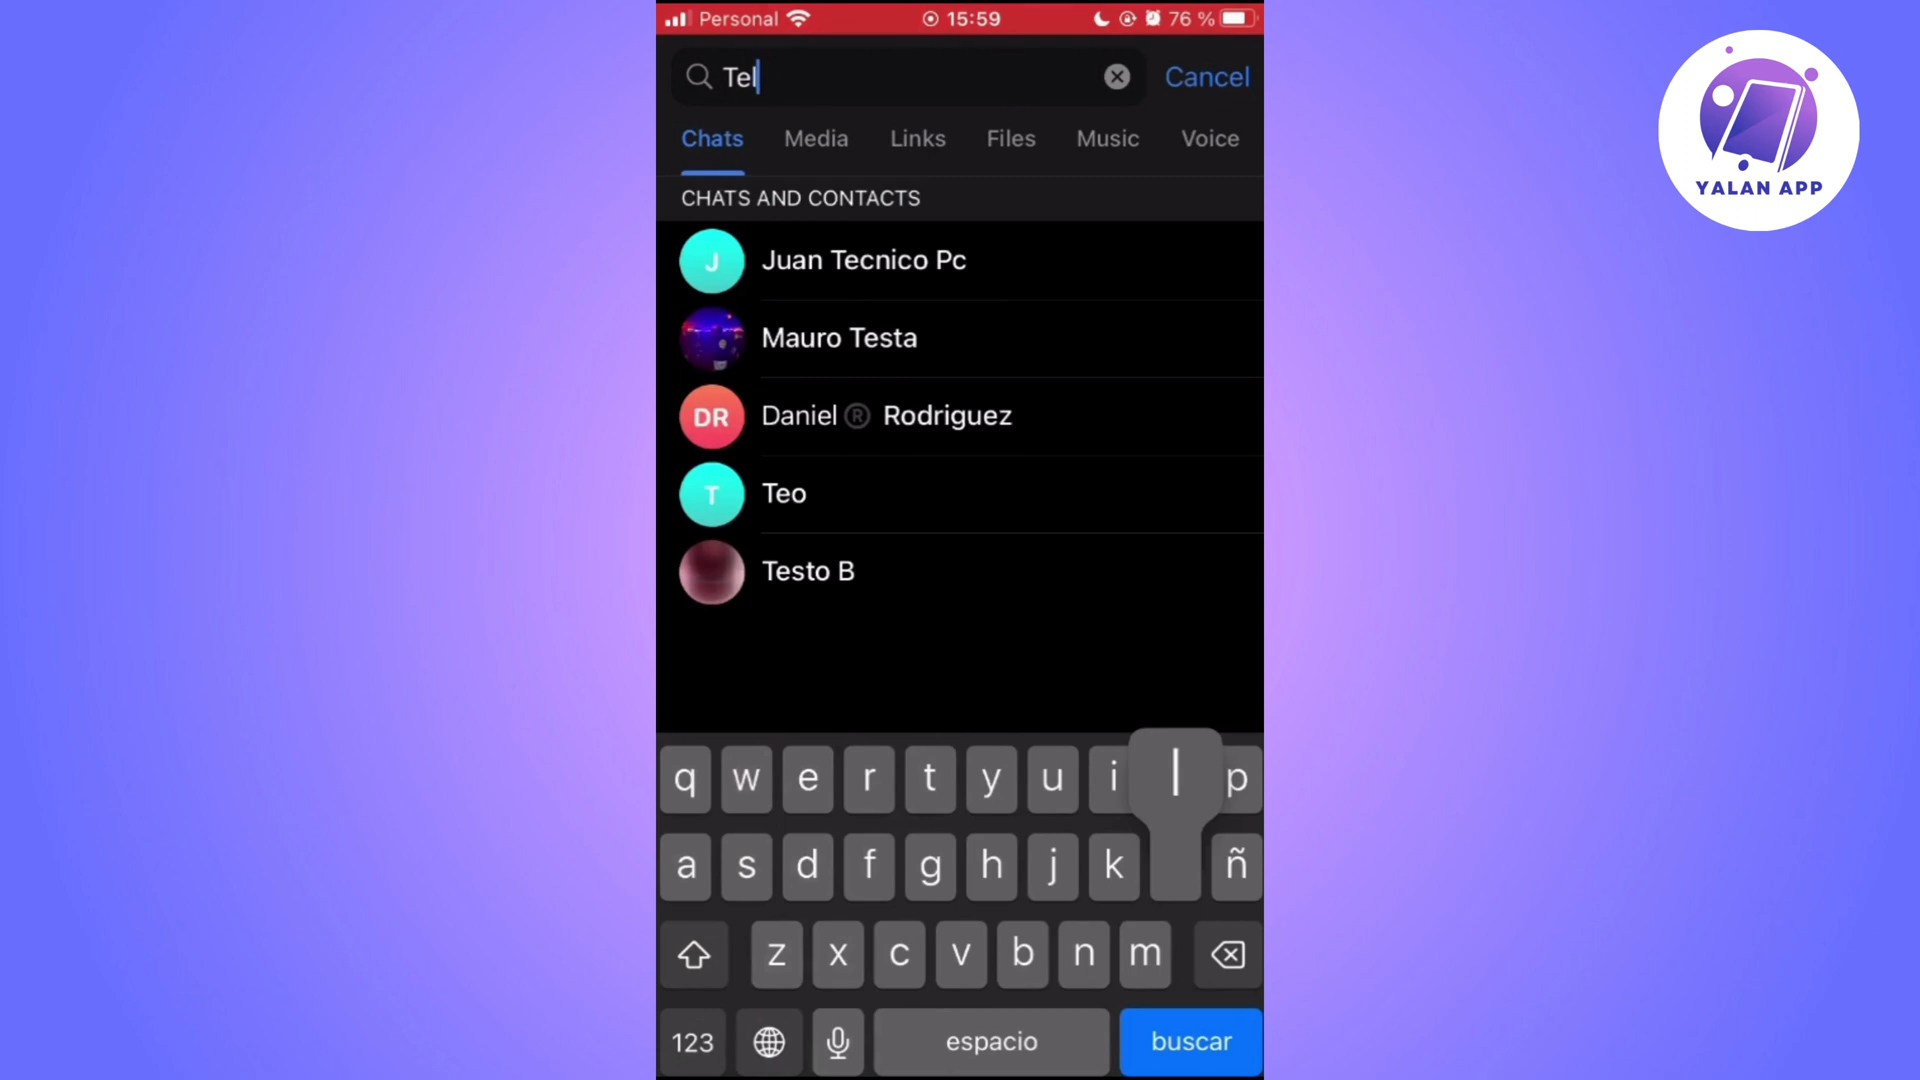 Personal 15:59 76 %
Tel Cancel
Chats Media Links Files Music Voice
CHATS AND CONTACTS
J Juan Tecnico Pc
Mauro Testa
DR Daniel ® Rodriguez
T Teo
Testo B
q w e r t y u i l p
a s d f g h j k ñ
z x c v b n m
123 espacio buscar
YALAN APP